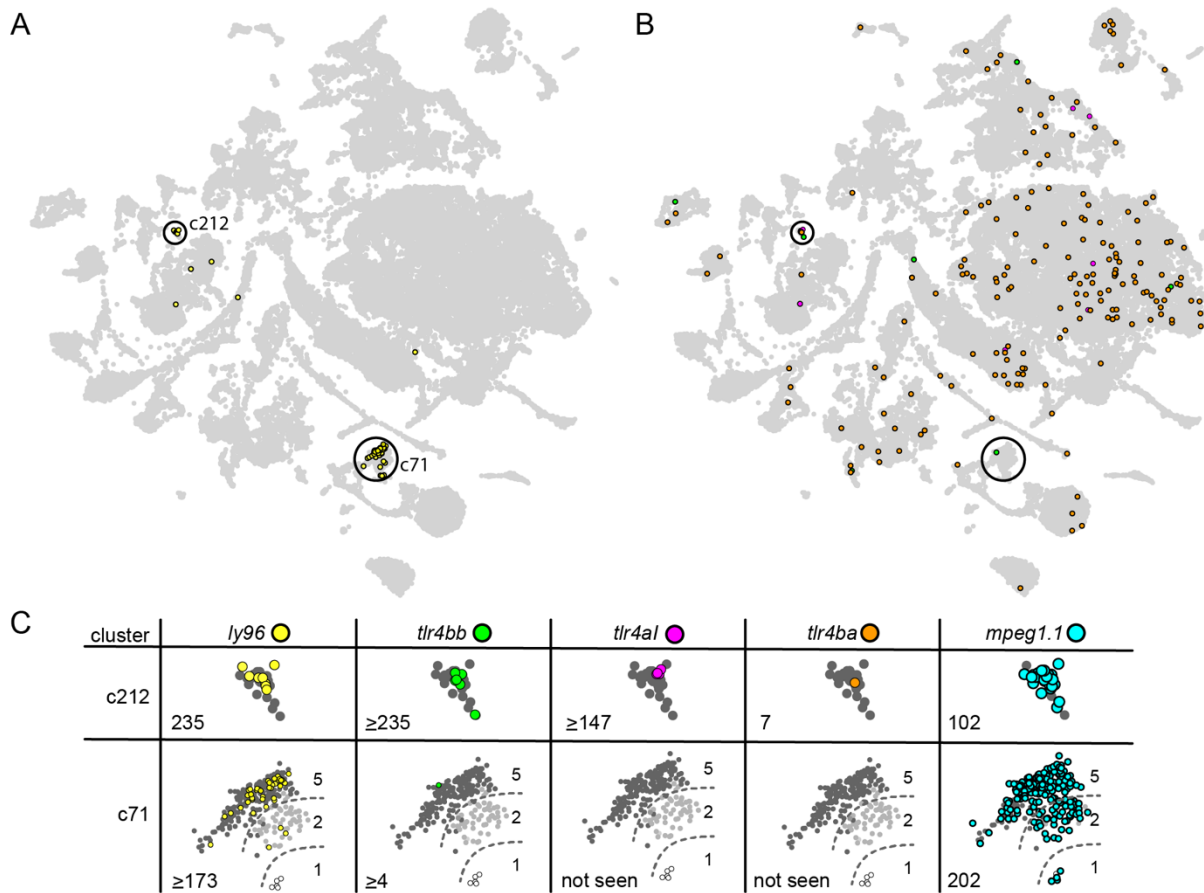 A
B
c212
c71
C
cluster ly96 tlr4bb tlr4al tlr4ba mpeg1.1
c212
235 ≥235 ≥147 7 102
5 5 5 5 5
c71
2 2 2 2 2
1 1 1 1 1
≥173 ≥4 not seen not seen 202